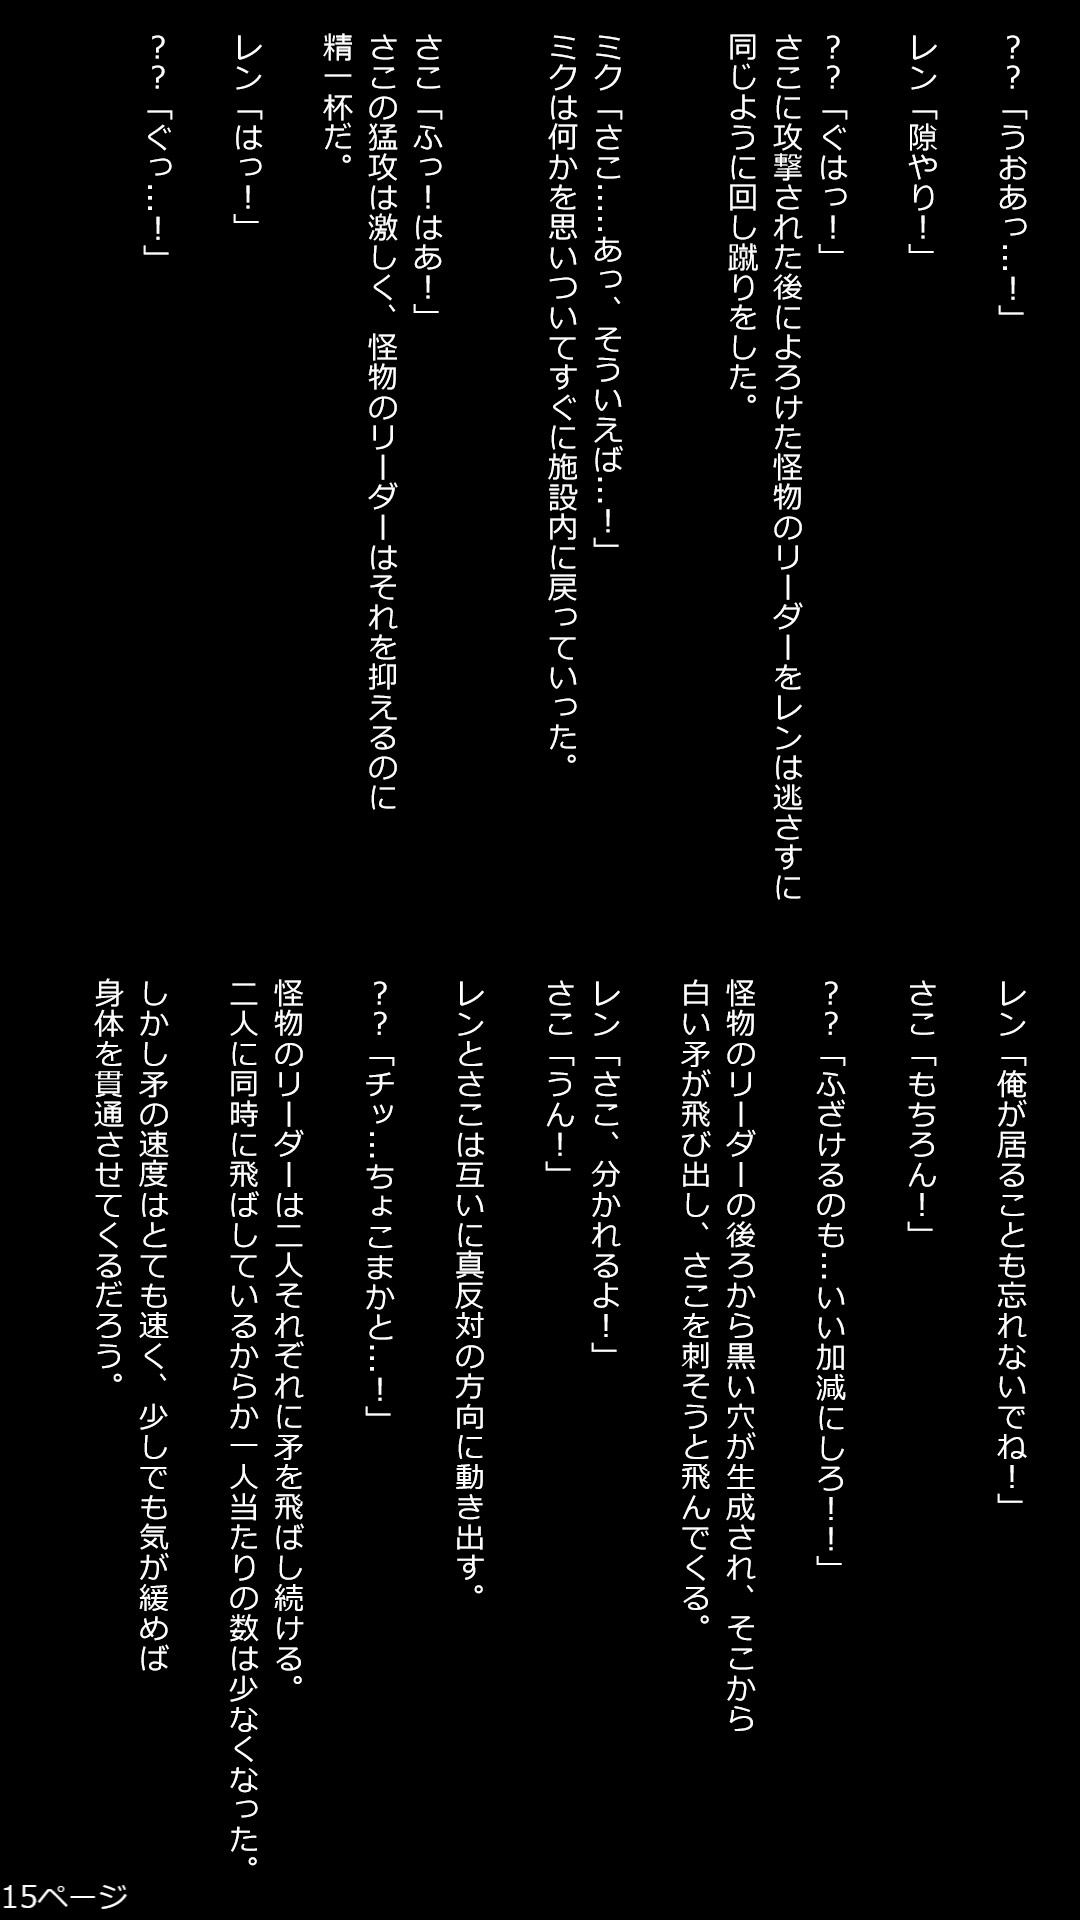 ??「うおあっ…！」
レン「隙やり！」
??「ぐはっ！」
さこに攻撃された後によろけた怪物のリーダーをレンは逃さすに
同じように回し蹴りをした。
ミク「さこ……あっ、そういえば…！」
ミクは何かを思いついてすぐに施設内に戻っていった。
さこ「ふっ！はあ！」
さこの猛攻は激しく、怪物のリーダーはそれを抑えるのに
精一杯だ。
レン「はっ！」
??「ぐっ…！」
レン「俺が居ることも忘れないでね！」
さこ「もちろん！」
??「ふざけるのも…いい加減にしろ！！」
怪物のリーダーの後ろから黒い穴が生成され、そこから
白い矛が飛び出し、さこを刺そうと飛んでくる。
レン「さこ、分かれるよ！」
さこ「うん！」
レンとさこは互いに真反対の方向に動き出す。
??「チッ…ちょこまかと…！」
怪物のリーダーは二人それぞれに矛を飛ばし続ける。
二人に同時に飛ばしているからか一人当たりの数は少なくなった。
しかし矛の速度はとても速く、少しでも気が緩めば
身体を貫通させてくるだろう。
15ページ